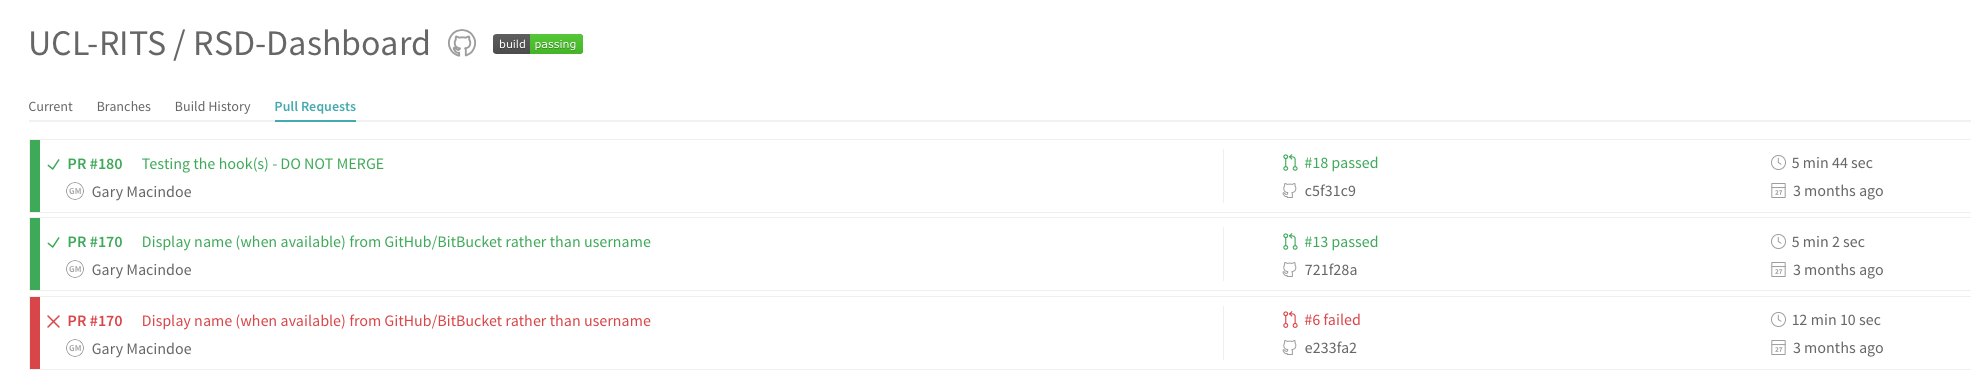 UCL-RITS / RSD-Dashboard build passing
Current Branches Build History Pull Requests
PR #180 Testing the hook(s) - DO NOT MERGE #18 passed 5 min 44 sec
GM Gary Macindoe c5f31c9 27 3 months ago
PR #170 Display name (when available) from GitHub/BitBucket rather than username #13 passed 5 min 2 sec
GM Gary Macindoe 721f28a 27 3 months ago
PR #170 Display name (when available) from GitHub/BitBucket rather than username #6 failed 12 min 10 sec
GM Gary Macindoe e233fa2 27 3 months ago